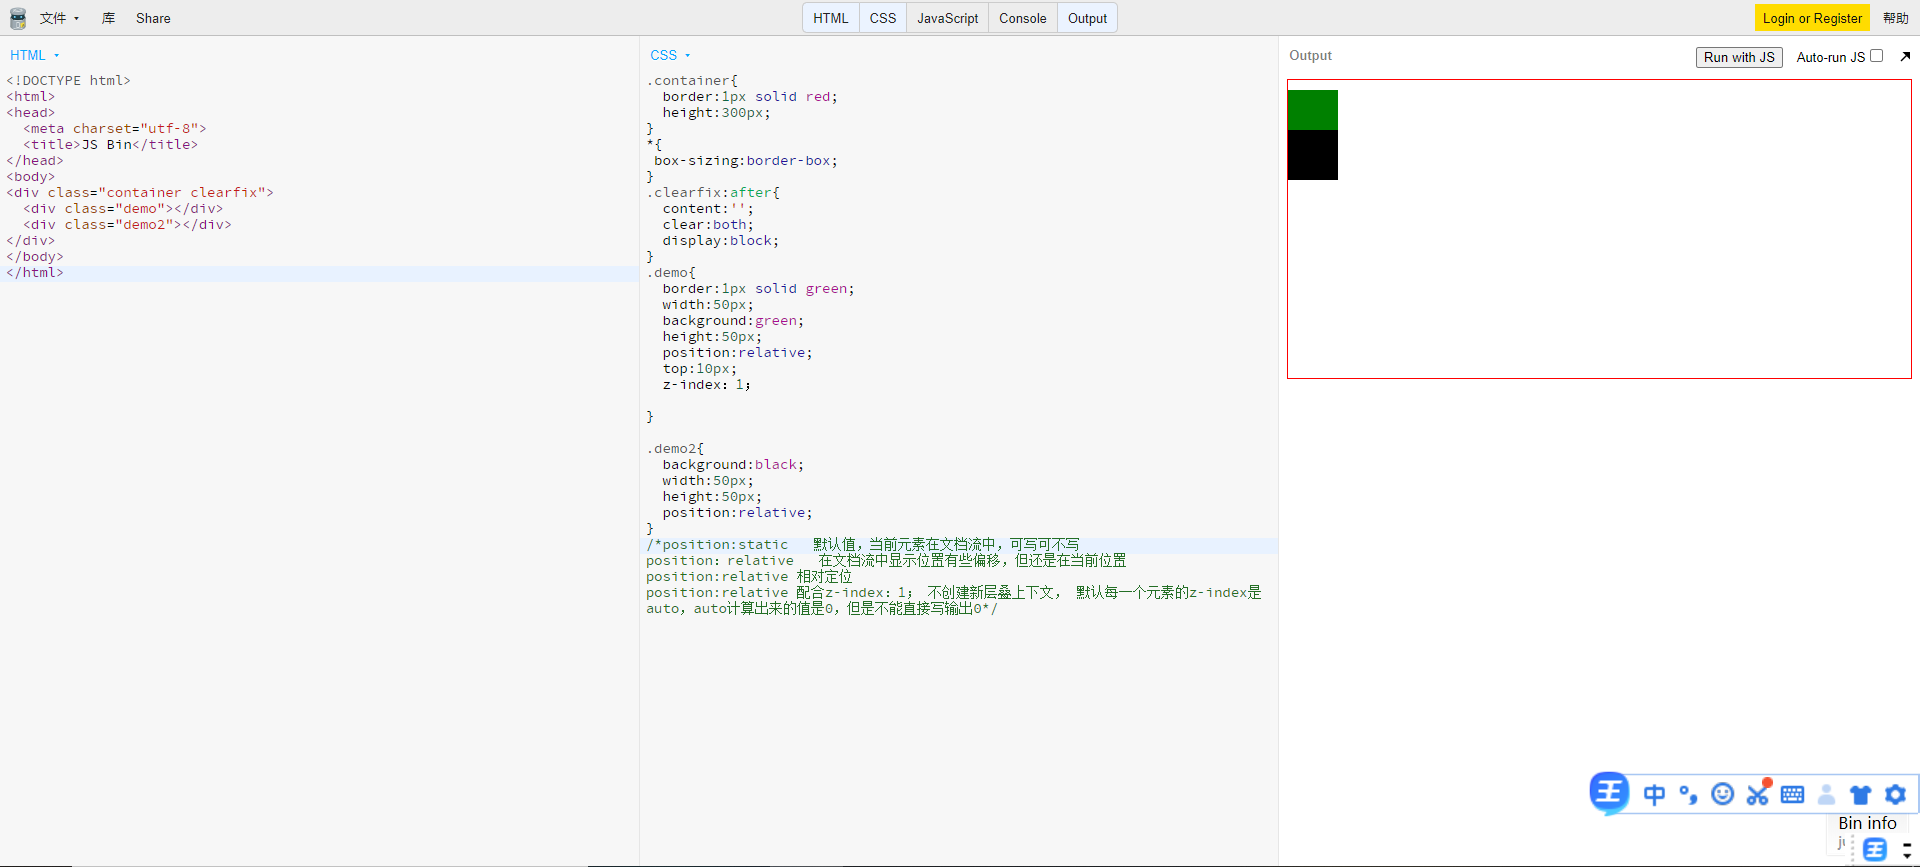 文件 库 Share HTML CSS JavaScript Console Output Login or Register 帮助
HTML
<!DOCTYPE html>
<html>
<head>
  <meta charset="utf-8">
  <title>JS Bin</title>
</head>
<body>
<div class="container clearfix">
  <div class="demo"></div>
  <div class="demo2"></div>
</div>
</body>
</html>
CSS
.container{
  border:1px solid red;
  height:300px;
}
*{
 box-sizing:border-box;
}
.clearfix:after{
  content:'';
  clear:both;
  display:block;
}
.demo{
  border:1px solid green;
  width:50px;
  background:green;
  height:50px;
  position:relative;
  top:10px;
  z-index：1；
}
.demo2{
  background:black;
  width:50px;
  height:50px;
  position:relative;
}
/*position:static   默认值，当前元素在文档流中，可写可不写
position：relative   在文档流中显示位置有些偏移，但还是在当前位置
position:relative 相对定位
position:relative 配合z-index：1； 不创建新层叠上下文， 默认每一个元素的z-index是
auto，auto计算出来的值是0，但是不能直接写输出0*/
Output Run with JS Auto-run JS
王 中
Bin info
王